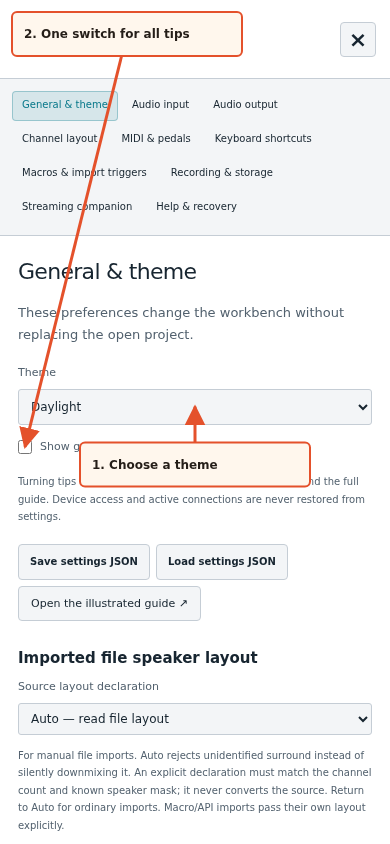 2. One switch for all tips
✕
General & theme Audio input Audio output
Channel layout MIDI & pedals Keyboard shortcuts
Macros & import triggers Recording & storage
Streaming companion Help & recovery
General & theme
These preferences change the workbench without
replacing the open project.
Theme
Daylight
Show
1. Choose a theme
Turning tips the full
guide. Device access and active connections are never restored from
settings.
Save settings JSON Load settings JSON
Open the illustrated guide ↗
Imported file speaker layout
Source layout declaration
Auto — read file layout
For manual file imports. Auto rejects unidentified surround instead of
silently downmixing it. An explicit declaration must match the channel
count and known speaker mask; it never converts the source. Return
to Auto for ordinary imports. Macro/API imports pass their own layout
explicitly.